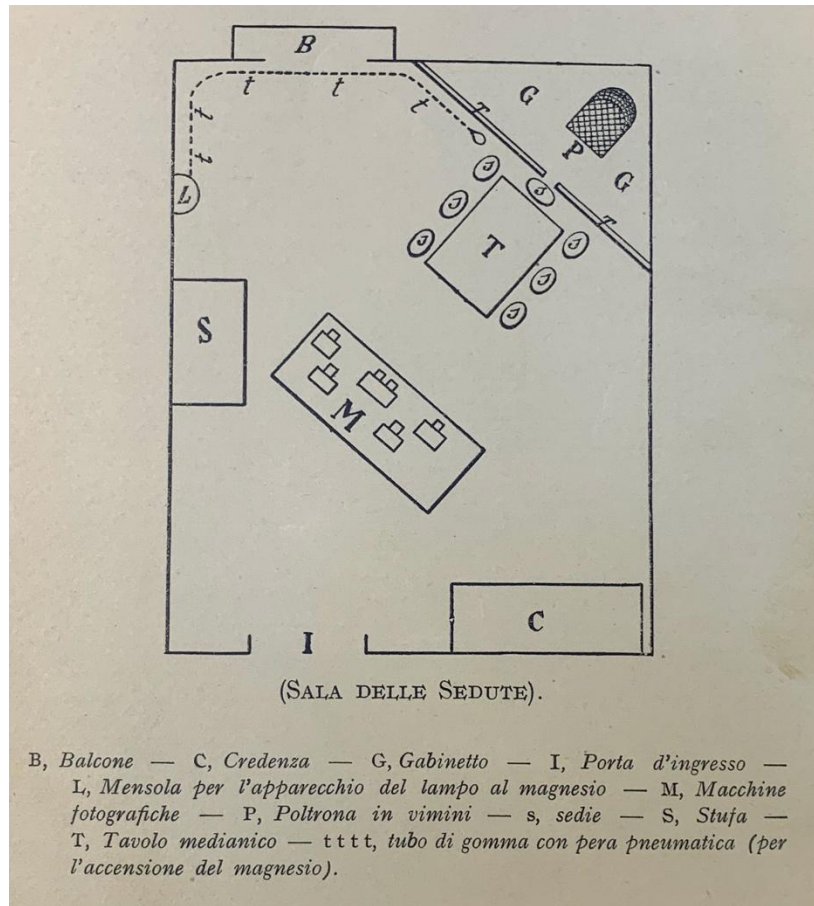 B
t
t
t
t
t
L
T
G
P
G
T
T
S
M
C
I
(SALA DELLE SEDUTE).
B, Balcone — C, Credenza — G, Gabinetto — I, Porta d'ingresso —
L, Mensola per l'apparecchio del lampo al magnesio — M, Macchine
fotografiche — P, Poltrona in vimini — s, sedie — S, Stufa —
T, Tavolo medianico — tttt, tubo di gomma con pera pneumatica (per
l'accensione del magnesio).